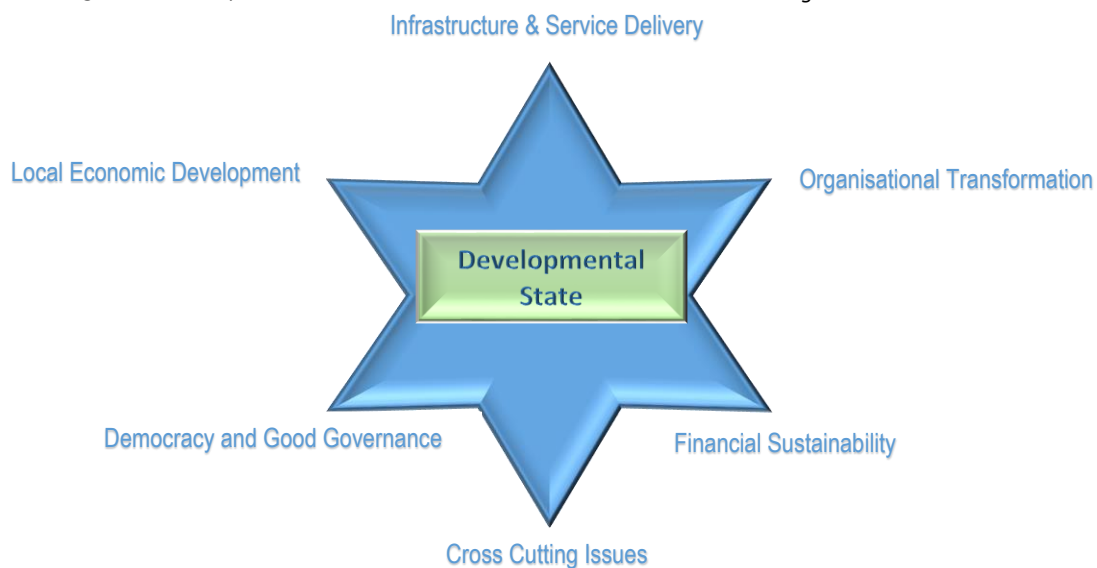 Infrastructure & Service Delivery
Local Economic Development
Organisational Transformation
Developmental
State
Democracy and Good Governance
Financial Sustainability
Cross Cutting Issues